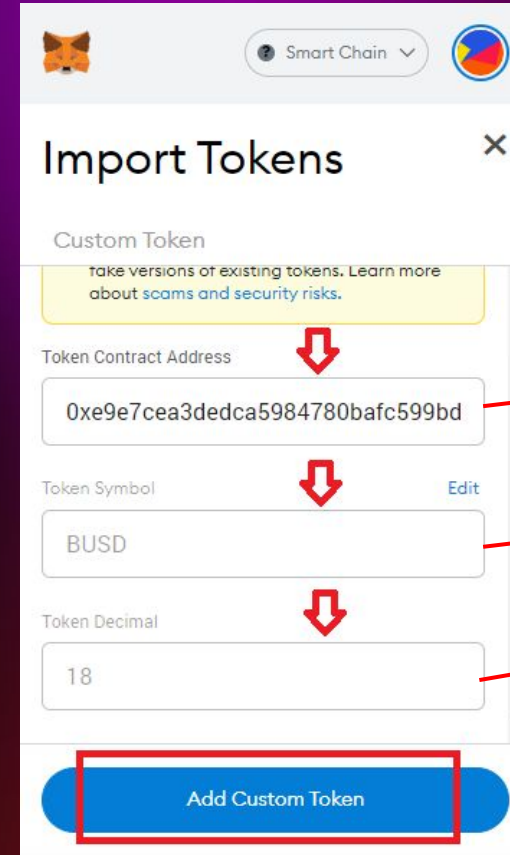 Smart Chain
Import Tokens
Custom Token
fake versions of existing tokens. Learn more
about scams and security risks.
Token Contract Address
0xe9e7cea3dedca5984780bafc599bd
Token Symbol
Edit
BUSD
Token Decimal
18
Add Custom Token